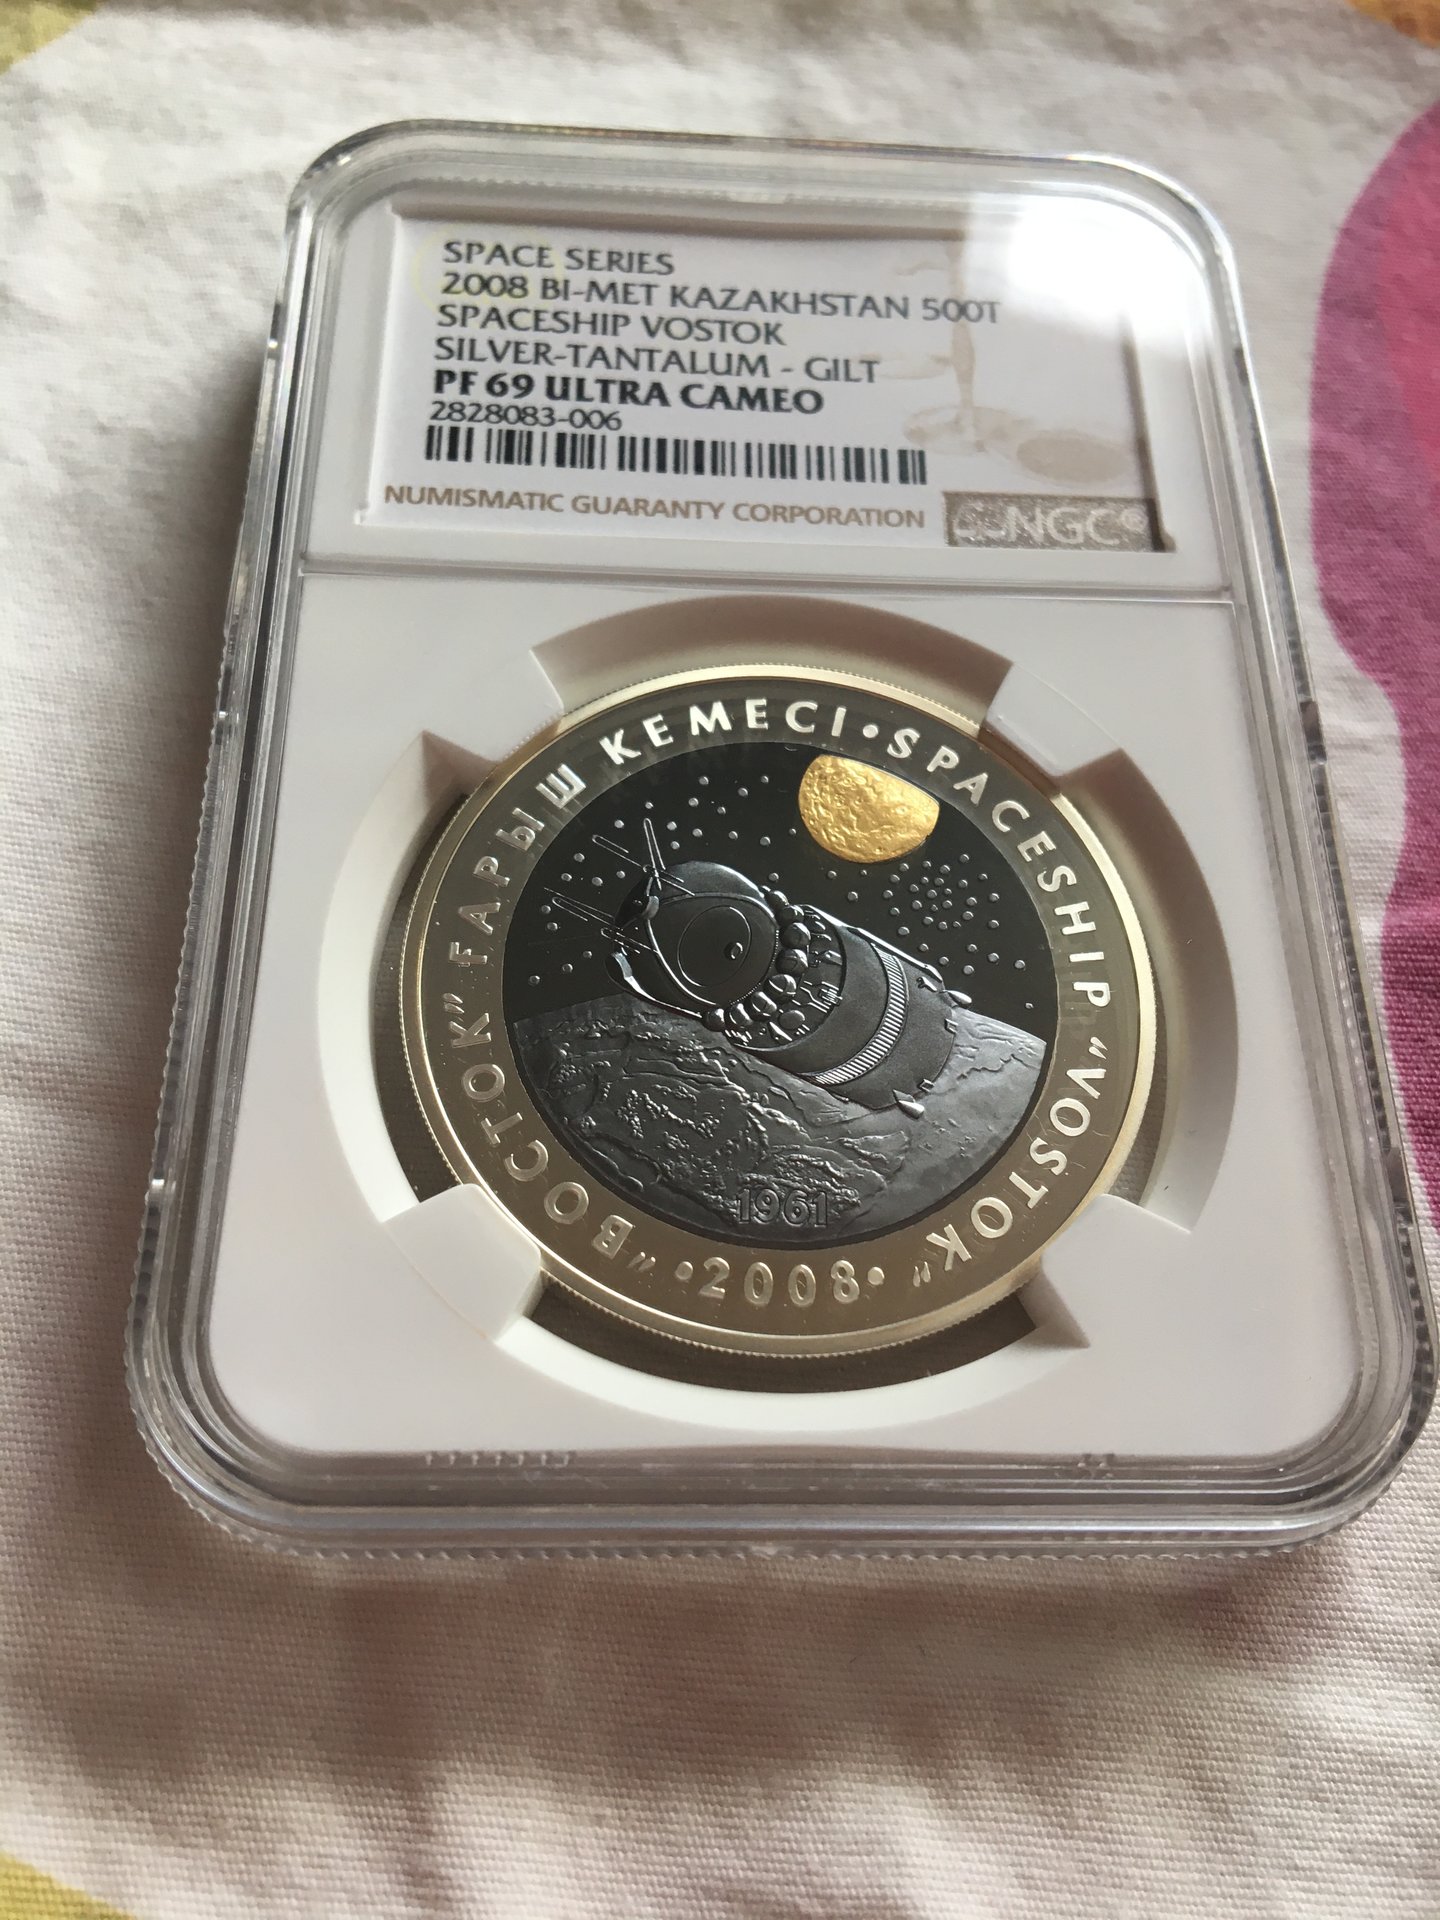 SPACE SERIES
2008 BI-MET KAZAKHSTAN 500T
SPACESHIP VOSTOK
SILVER-TANTALUM - GILT
PF 69 ULTRA CAMEO
2828083-006
NUMISMATIC GUARANTY CORPORATION
NGC®
"ВОСТОК" ҒАРЫШ КЕМЕСІ • SPACESHIP "VOSTOK"
1961
• 2008 •